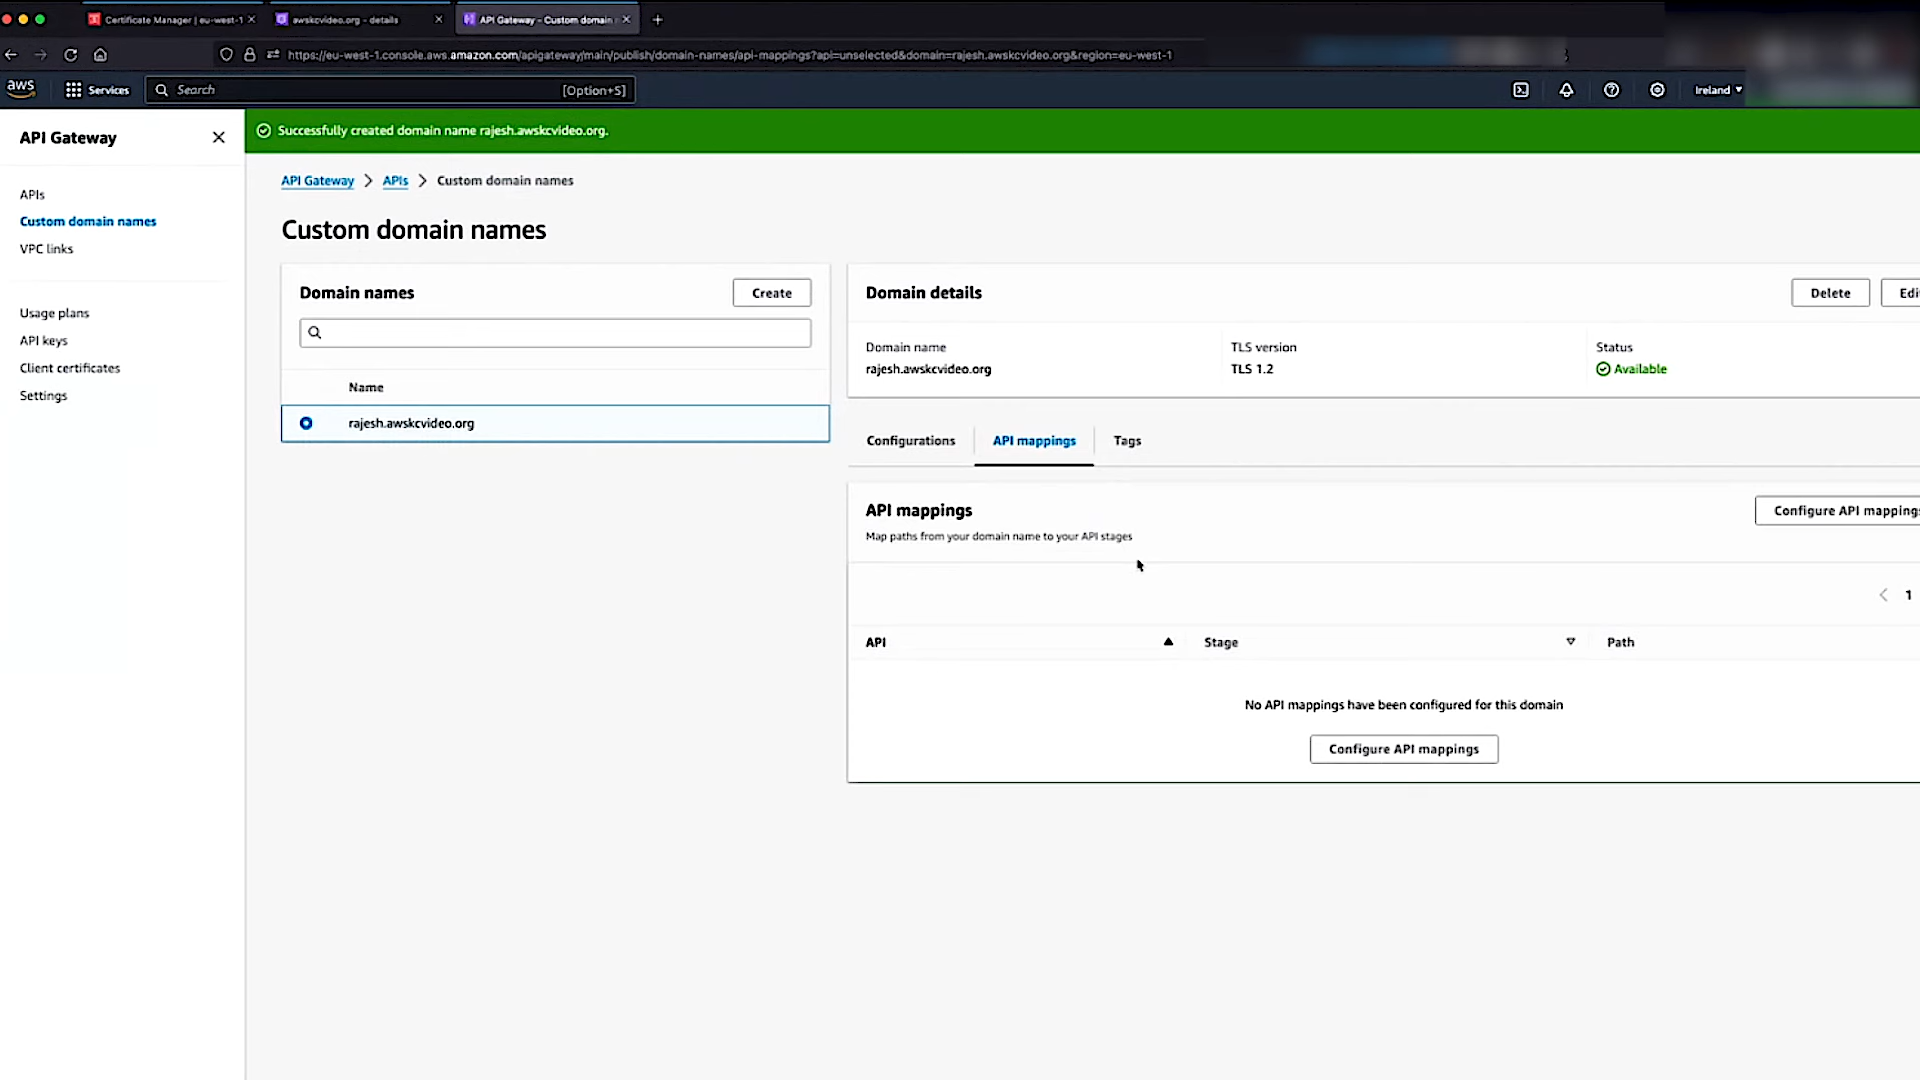 Certificate Manager | eu-west-1
awskcvideo.org - details
API Gateway - Custom domain
https://eu-west-1.console.aws.amazon.com/apigateway/main/publish/domain-names/api-mappings?api=unselected&domain=rajesh.awskcvideo.org&region=eu-west-1
aws
Services
Search
[Option+S]
Ireland
API Gateway
Successfully created domain name rajesh.awskcvideo.org.
APIs
Custom domain names
VPC links
Usage plans
API keys
Client certificates
Settings
API Gateway > APIs > Custom domain names
Custom domain names
Domain names
Create
Name
rajesh.awskcvideo.org
Domain details
Delete
Edi
Domain name
rajesh.awskcvideo.org
TLS version
TLS 1.2
Status
Available
Configurations
API mappings
Tags
API mappings
Configure API mappings
Map paths from your domain name to your API stages
1
API
Stage
Path
No API mappings have been configured for this domain
Configure API mappings